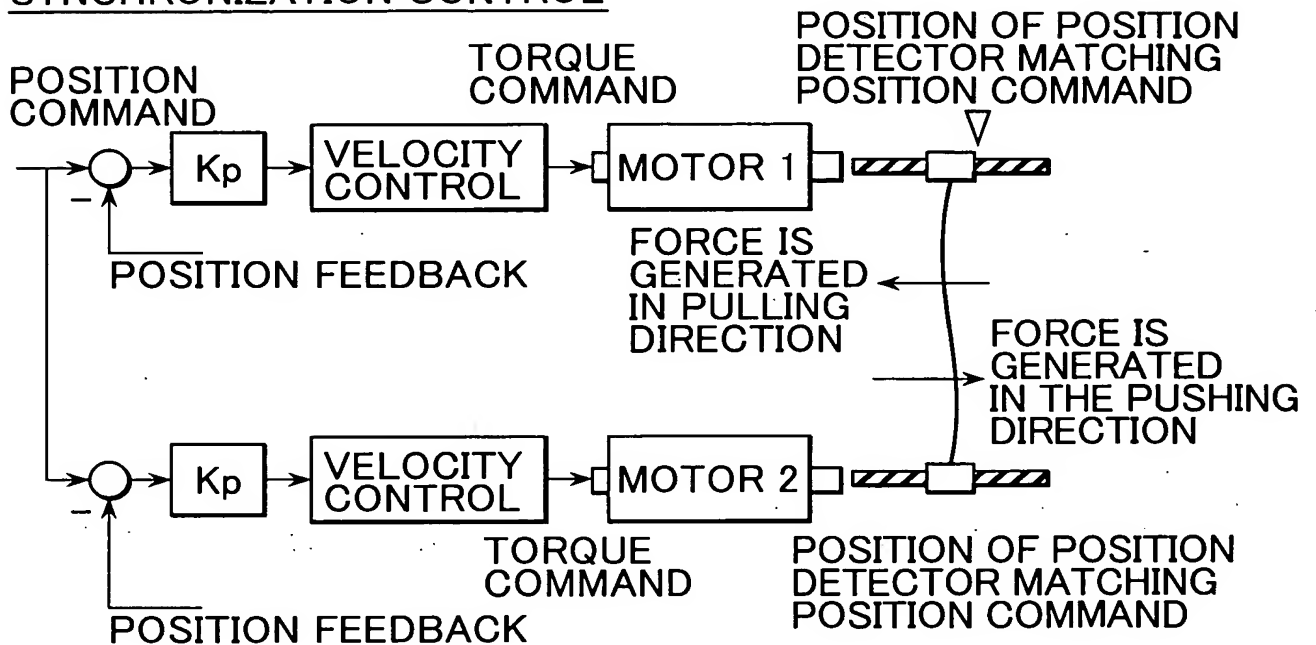 SYNCHRONIZATION CONTROL
POSITION OF POSITION
DETECTOR MATCHING
POSITION COMMAND
TORQUE
COMMAND
POSITION
COMMAND
Kp
VELOCITY
CONTROL
MOTOR 1
−
POSITION FEEDBACK
FORCE IS
GENERATED
IN PULLING
DIRECTION
FORCE IS
GENERATED
IN THE PUSHING
DIRECTION
Kp
VELOCITY
CONTROL
MOTOR 2
−
TORQUE
COMMAND
POSITION OF POSITION
DETECTOR MATCHING
POSITION COMMAND
POSITION FEEDBACK